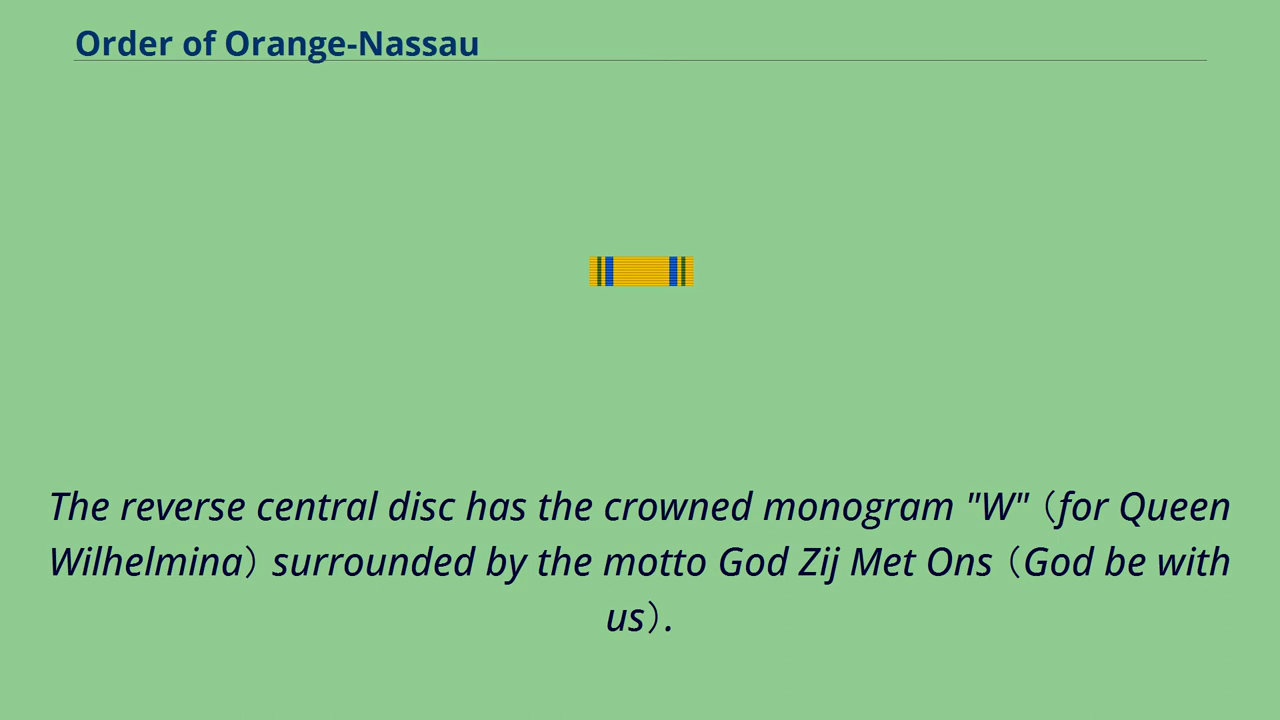 Order of Orange-Nassau
The reverse central disc has the crowned monogram "W" (for Queen
Wilhelmina) surrounded by the motto God Zij Met Ons (God be with
us).